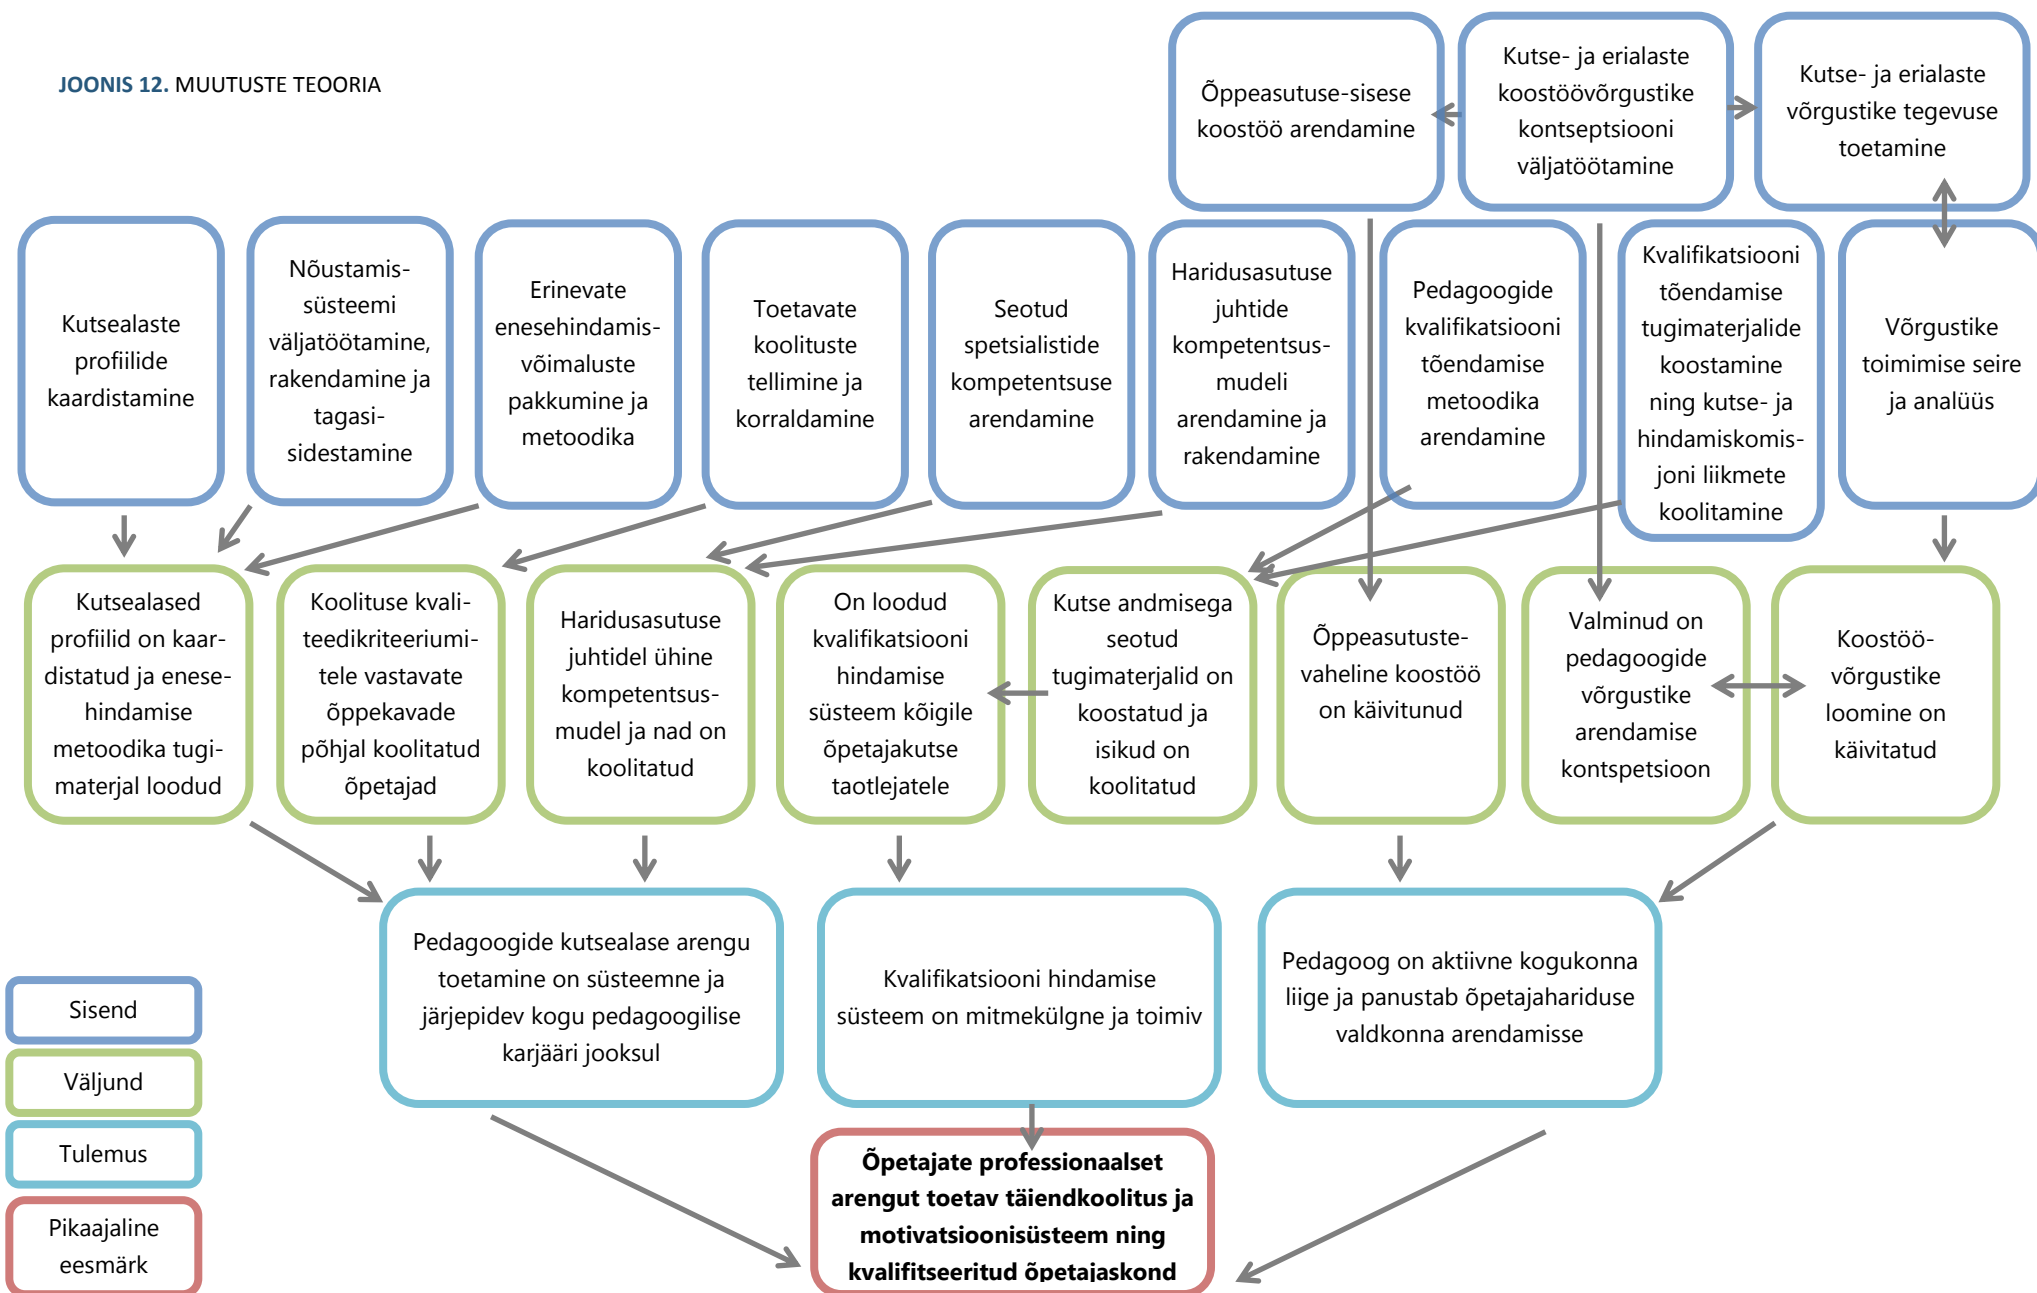 JOONIS 12. MUUTUSTE TEOORIA
Õppeasutuse-sisese
koostöö arendamine
Kutse- ja erialaste
koostöövõrgustike
kontseptsiooni
väljatöötamine
Kutse- ja erialaste
võrgustike tegevuse
toetamine
Kutsealaste
profiilide
kaardistamine
Nõustamis-
süsteemi
väljatöötamine,
rakendamine ja
tagasi-
sidestamine
Erinevate
enesehindamis-
võimaluste
pakkumine ja
metoodika
Toetavate
koolituste
tellimine ja
korraldamine
Seotud
spetsialistide
kompetentsuse
arendamine
Haridusasutuse
juhtide
kompetentsus-
mudeli
arendamine ja
rakendamine
Pedagoogide
kvalifikatsiooni
tõendamise
metoodika
arendamine
Kvalifikatsiooni
tõendamise
tugimaterjalide
koostamine
ning kutse- ja
hindamiskomis-
joni liikmete
koolitamine
Võrgustike
toimimise seire
ja analüüs
Kutsealased
profiilid on kaar-
distatud ja enese-
hindamise
metoodika tugi-
materjal loodud
Koolituse kvali-
teedikriteeriumi-
tele vastavate
õppekavade
põhjal koolitatud
õpetajad
Haridusasutuse
juhtidel ühine
kompetentsus-
mudel ja nad on
koolitatud
On loodud
kvalifikatsiooni
hindamise
süsteem kõigile
õpetajakutse
taotlejatele
Kutse andmisega
seotud
tugimaterjalid on
koostatud ja
isikud on
koolitatud
Õppeasutuste-
vaheline koostöö
on käivitunud
Valminud on
pedagoogide
võrgustike
arendamise
kontspetsioon
Koostöö-
võrgustike
loomine on
käivitatud
Pedagoogide kutsealase arengu
toetamine on süsteemne ja
järjepidev kogu pedagoogilise
karjääri jooksul
Kvalifikatsiooni hindamise
süsteem on mitmekülgne ja toimiv
Pedagoog on aktiivne kogukonna
liige ja panustab õpetajahariduse
valdkonna arendamisse
Sisend
Väljund
Tulemus
Pikaajaline
eesmärk
Õpetajate professionaalset
arengut toetav täiendkoolitus ja
motivatsioonisüsteem ning
kvalifitseeritud õpetajaskond